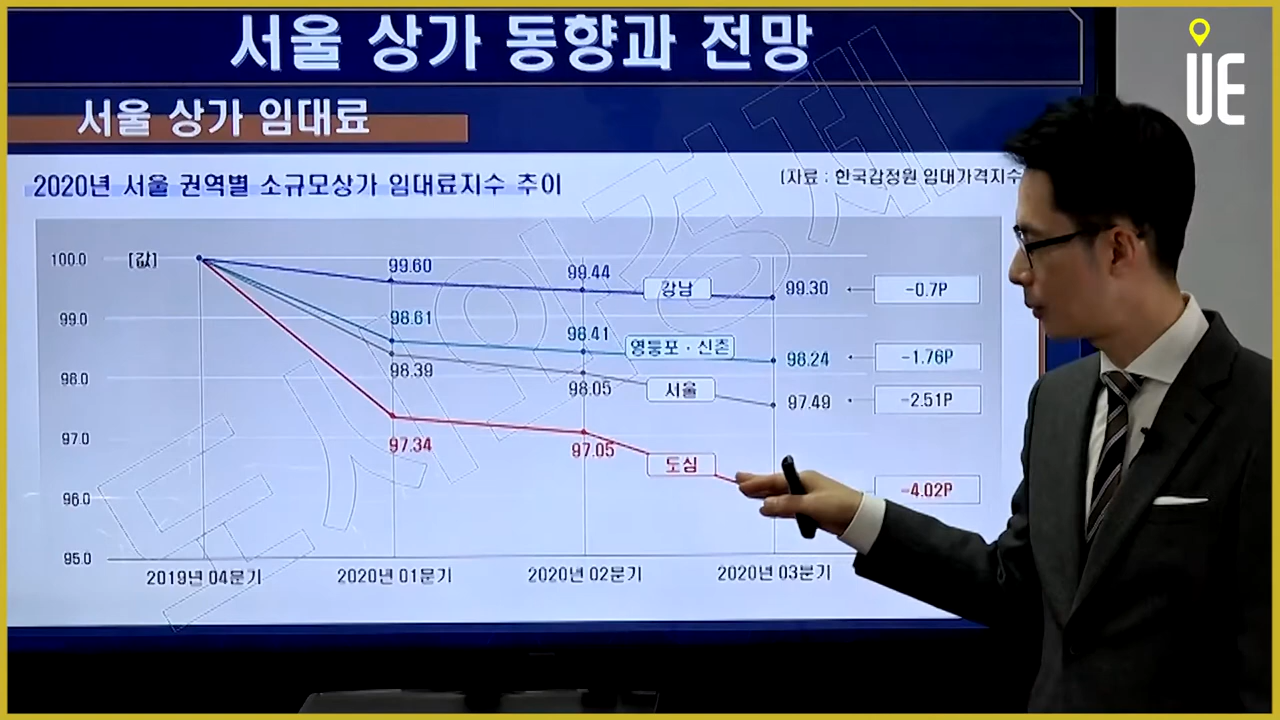 서울 상가 동향과 전망
UE
서울 상가 임대료
2020년 서울 권역별 소규모상가 임대료지수 추이
(자료 : 한국감정원 임대가격지수
100.0
[값]
99.60
99.44
강남
99.30
-0.7P
99.0
98.61
98.41
영등포 · 신촌
98.24
-1.76P
98.0
98.39
98.05
서울
97.49
-2.51P
97.0
97.34
97.05
도심
-4.02P
96.0
95.0
2019년 04분기
2020년 01분기
2020년 02분기
2020년 03분기
도시와경제